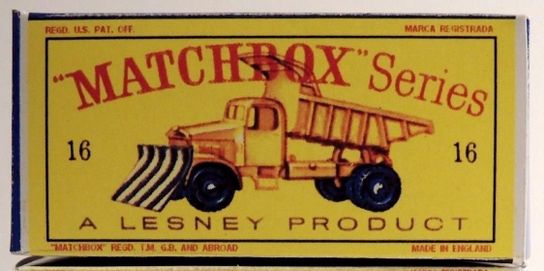 REGD. U.S. PAT. OFF. MARCA REGISTRADA
"MATCHBOX" Series
16 16
A LESNEY PRODUCT
"MATCHBOX" REGD. T.M. G.B. AND ABROAD MADE IN ENGLAND